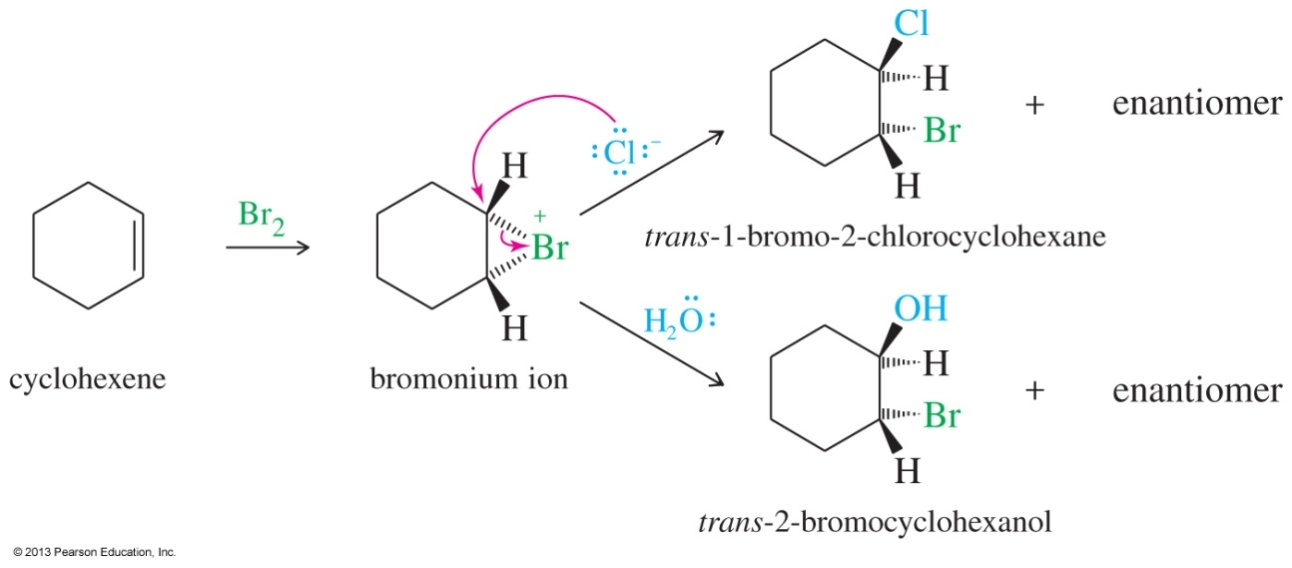 Cl
H
+ enantiomer
Br
:Cl:⁻
H
H
Br₂
+
Br
trans-1-bromo-2-chlorocyclohexane
H
H₂O:
OH
H
cyclohexene
bromonium ion
+ enantiomer
Br
H
trans-2-bromocyclohexanol
© 2013 Pearson Education, Inc.